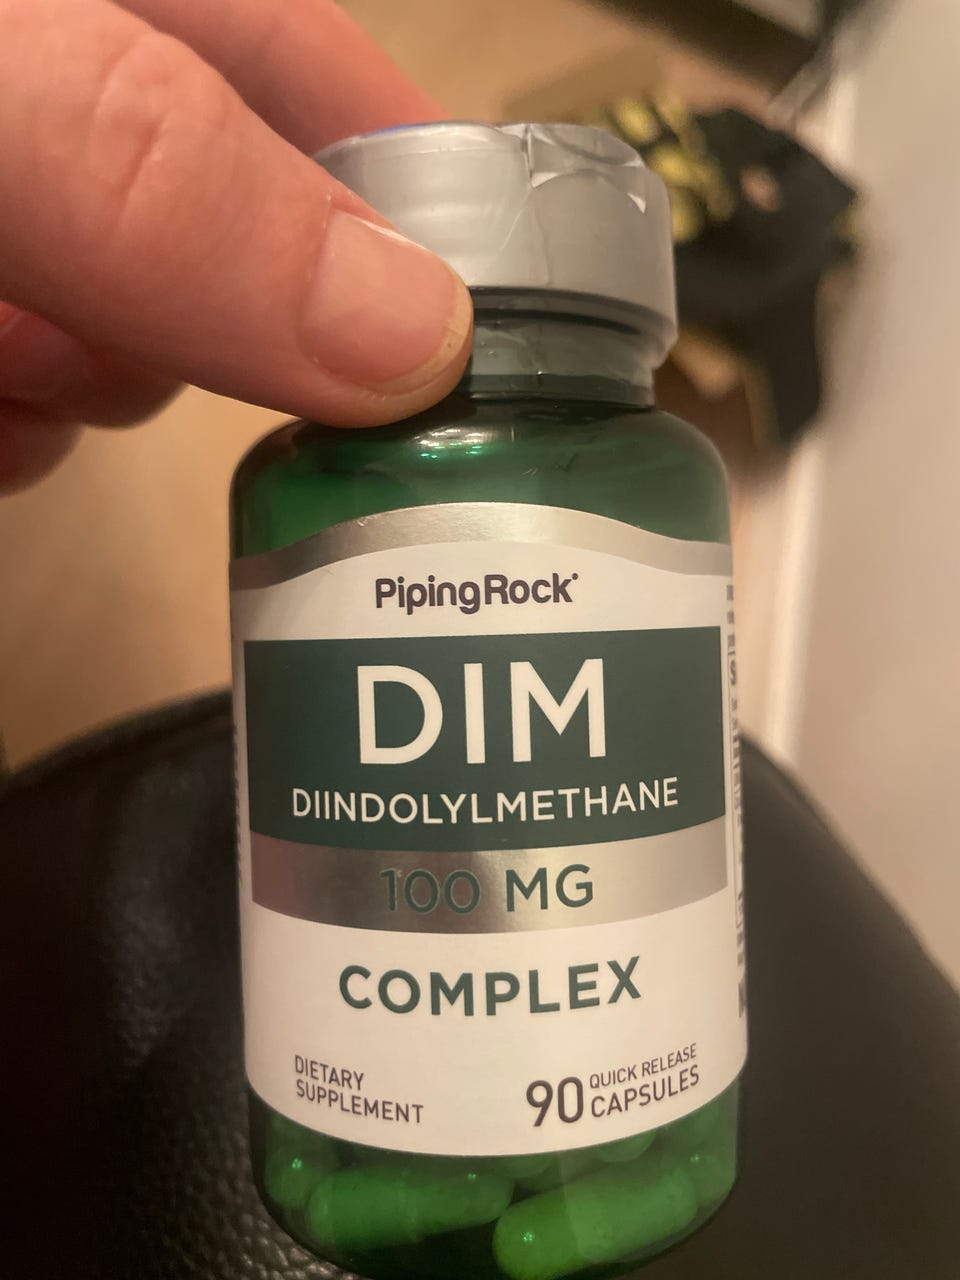 PipingRock
DIM
DIINDOLYLMETHANE
100 MG
COMPLEX
DIETARY
SUPPLEMENT
90 QUICK RELEASE
CAPSULES